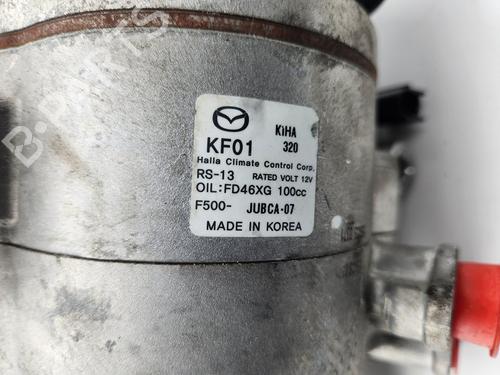 KiHA
KF01 320
Halla Climate Control Corp.
RS-13 RATED VOLT 12V
OIL:FD46XG 100cc
F500- JUBCA-07
MADE IN KOREA